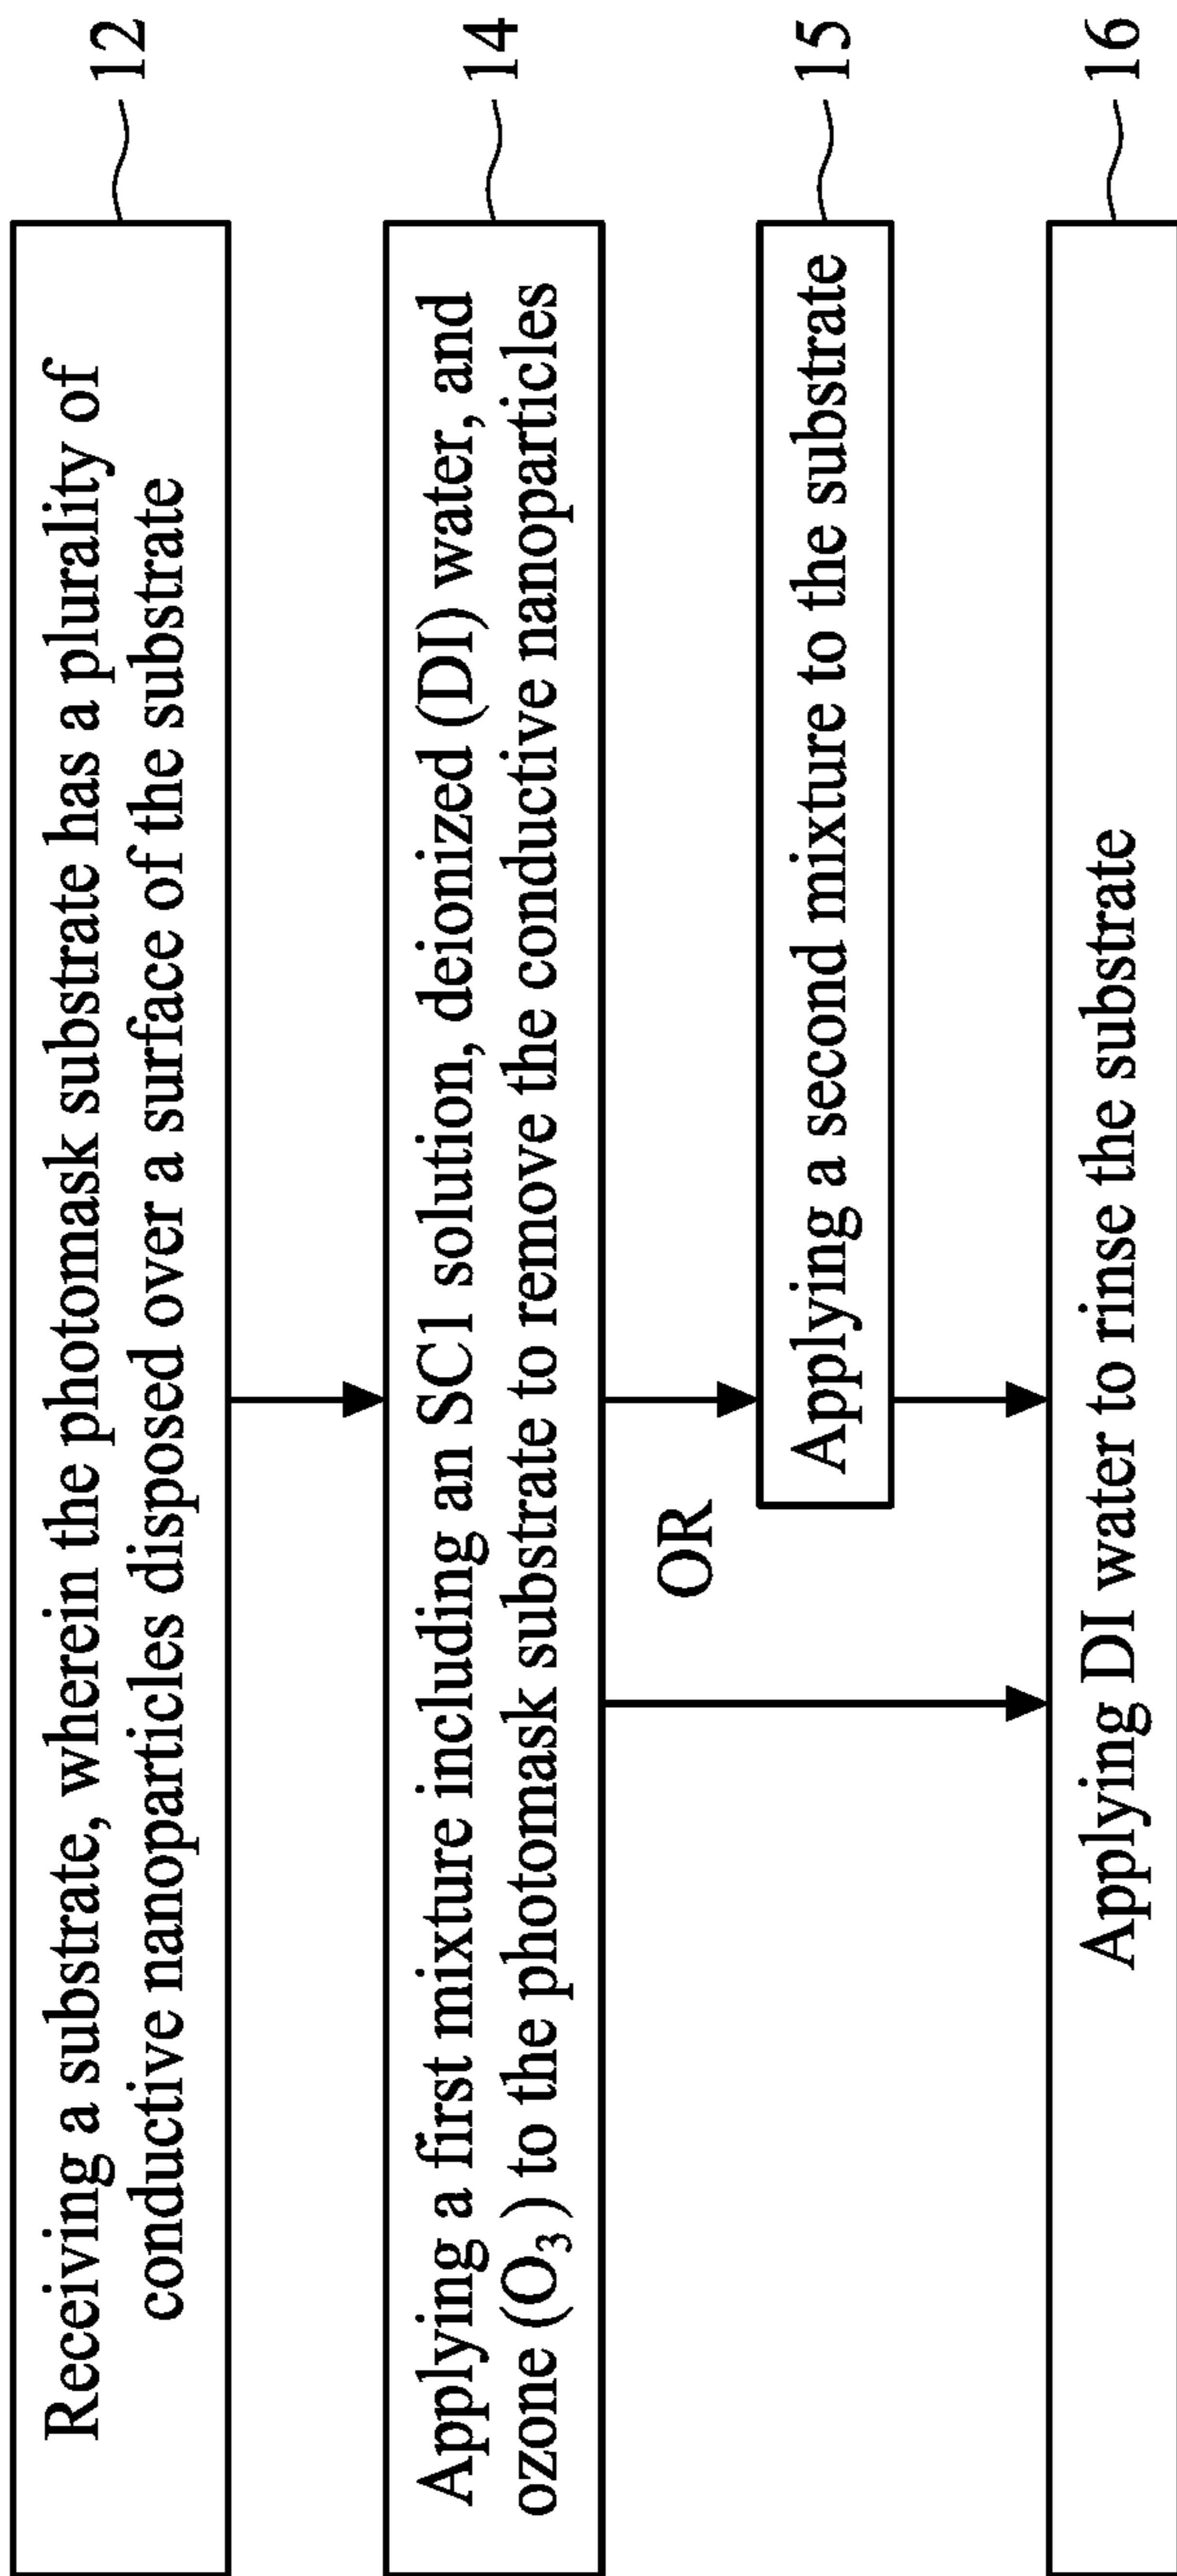 Receiving a substrate, wherein the photomask substrate has a plurality of
conductive nanoparticles disposed over a surface of the substrate
12
Applying a first mixture including an SC1 solution, deionized (DI) water, and
ozone (O₃) to the photomask substrate to remove the conductive nanoparticles
14
OR
Applying a second mixture to the substrate
15
Applying DI water to rinse the substrate
16